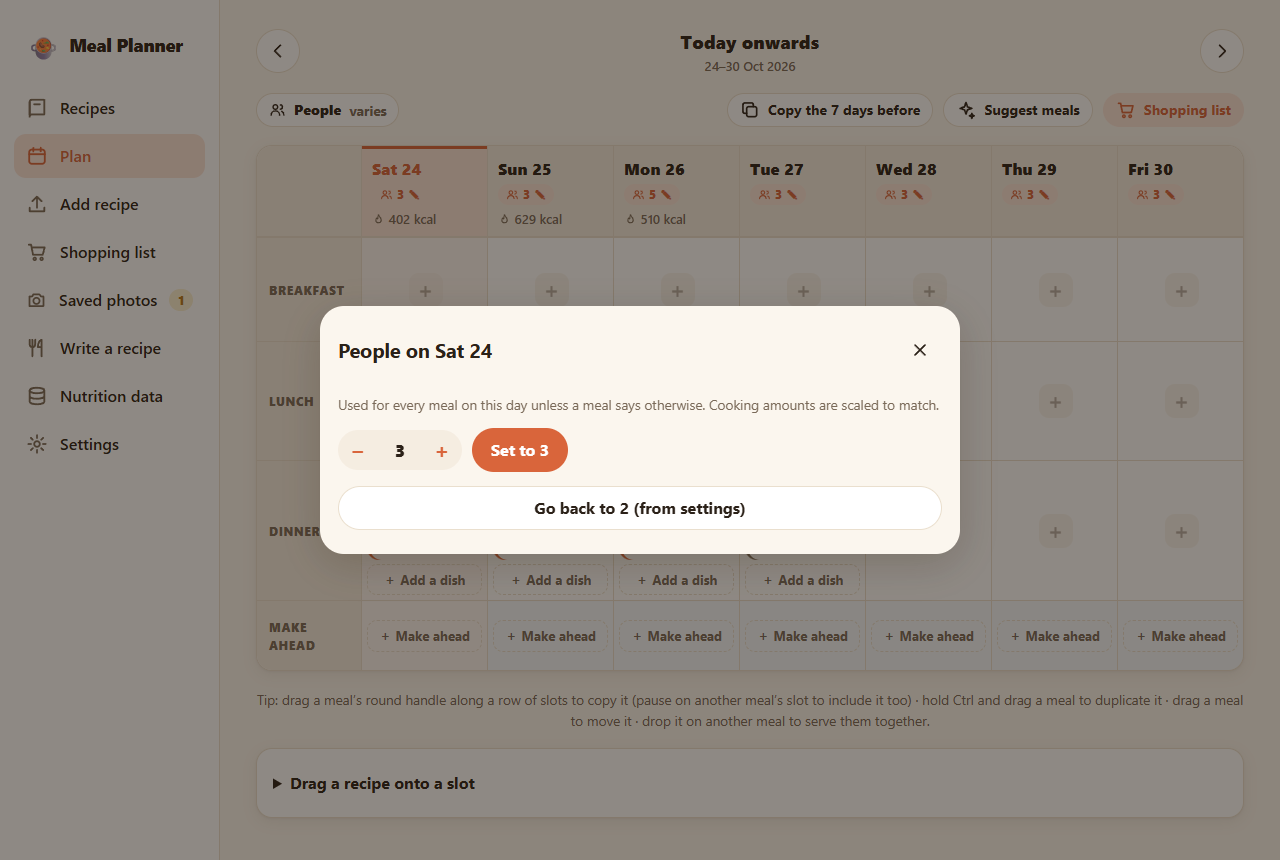 Meal Planner
Recipes
Plan
Add recipe
Shopping list
Saved photos 1
Write a recipe
Nutrition data
Settings
Today onwards
24–30 Oct 2026
People varies
Copy the 7 days before
Suggest meals
Shopping list
Sat 24
3
402 kcal
Sun 25
3
629 kcal
Mon 26
5
510 kcal
Tue 27
3
Wed 28
3
Thu 29
3
Fri 30
3
BREAKFAST
+ + + + + + +
LUNCH
+ +
DINNER
+ +
People on Sat 24
Used for every meal on this day unless a meal says otherwise. Cooking amounts are scaled to match.
− 3 +
Set to 3
Go back to 2 (from settings)
+ Add a dish
+ Add a dish
+ Add a dish
+ Add a dish
MAKE
AHEAD
+ Make ahead
+ Make ahead
+ Make ahead
+ Make ahead
+ Make ahead
+ Make ahead
+ Make ahead
Tip: drag a meal’s round handle along a row of slots to copy it (pause on another meal’s slot to include it too) · hold Ctrl and drag a meal to duplicate it · drag a meal
to move it · drop it on another meal to serve them together.
Drag a recipe onto a slot